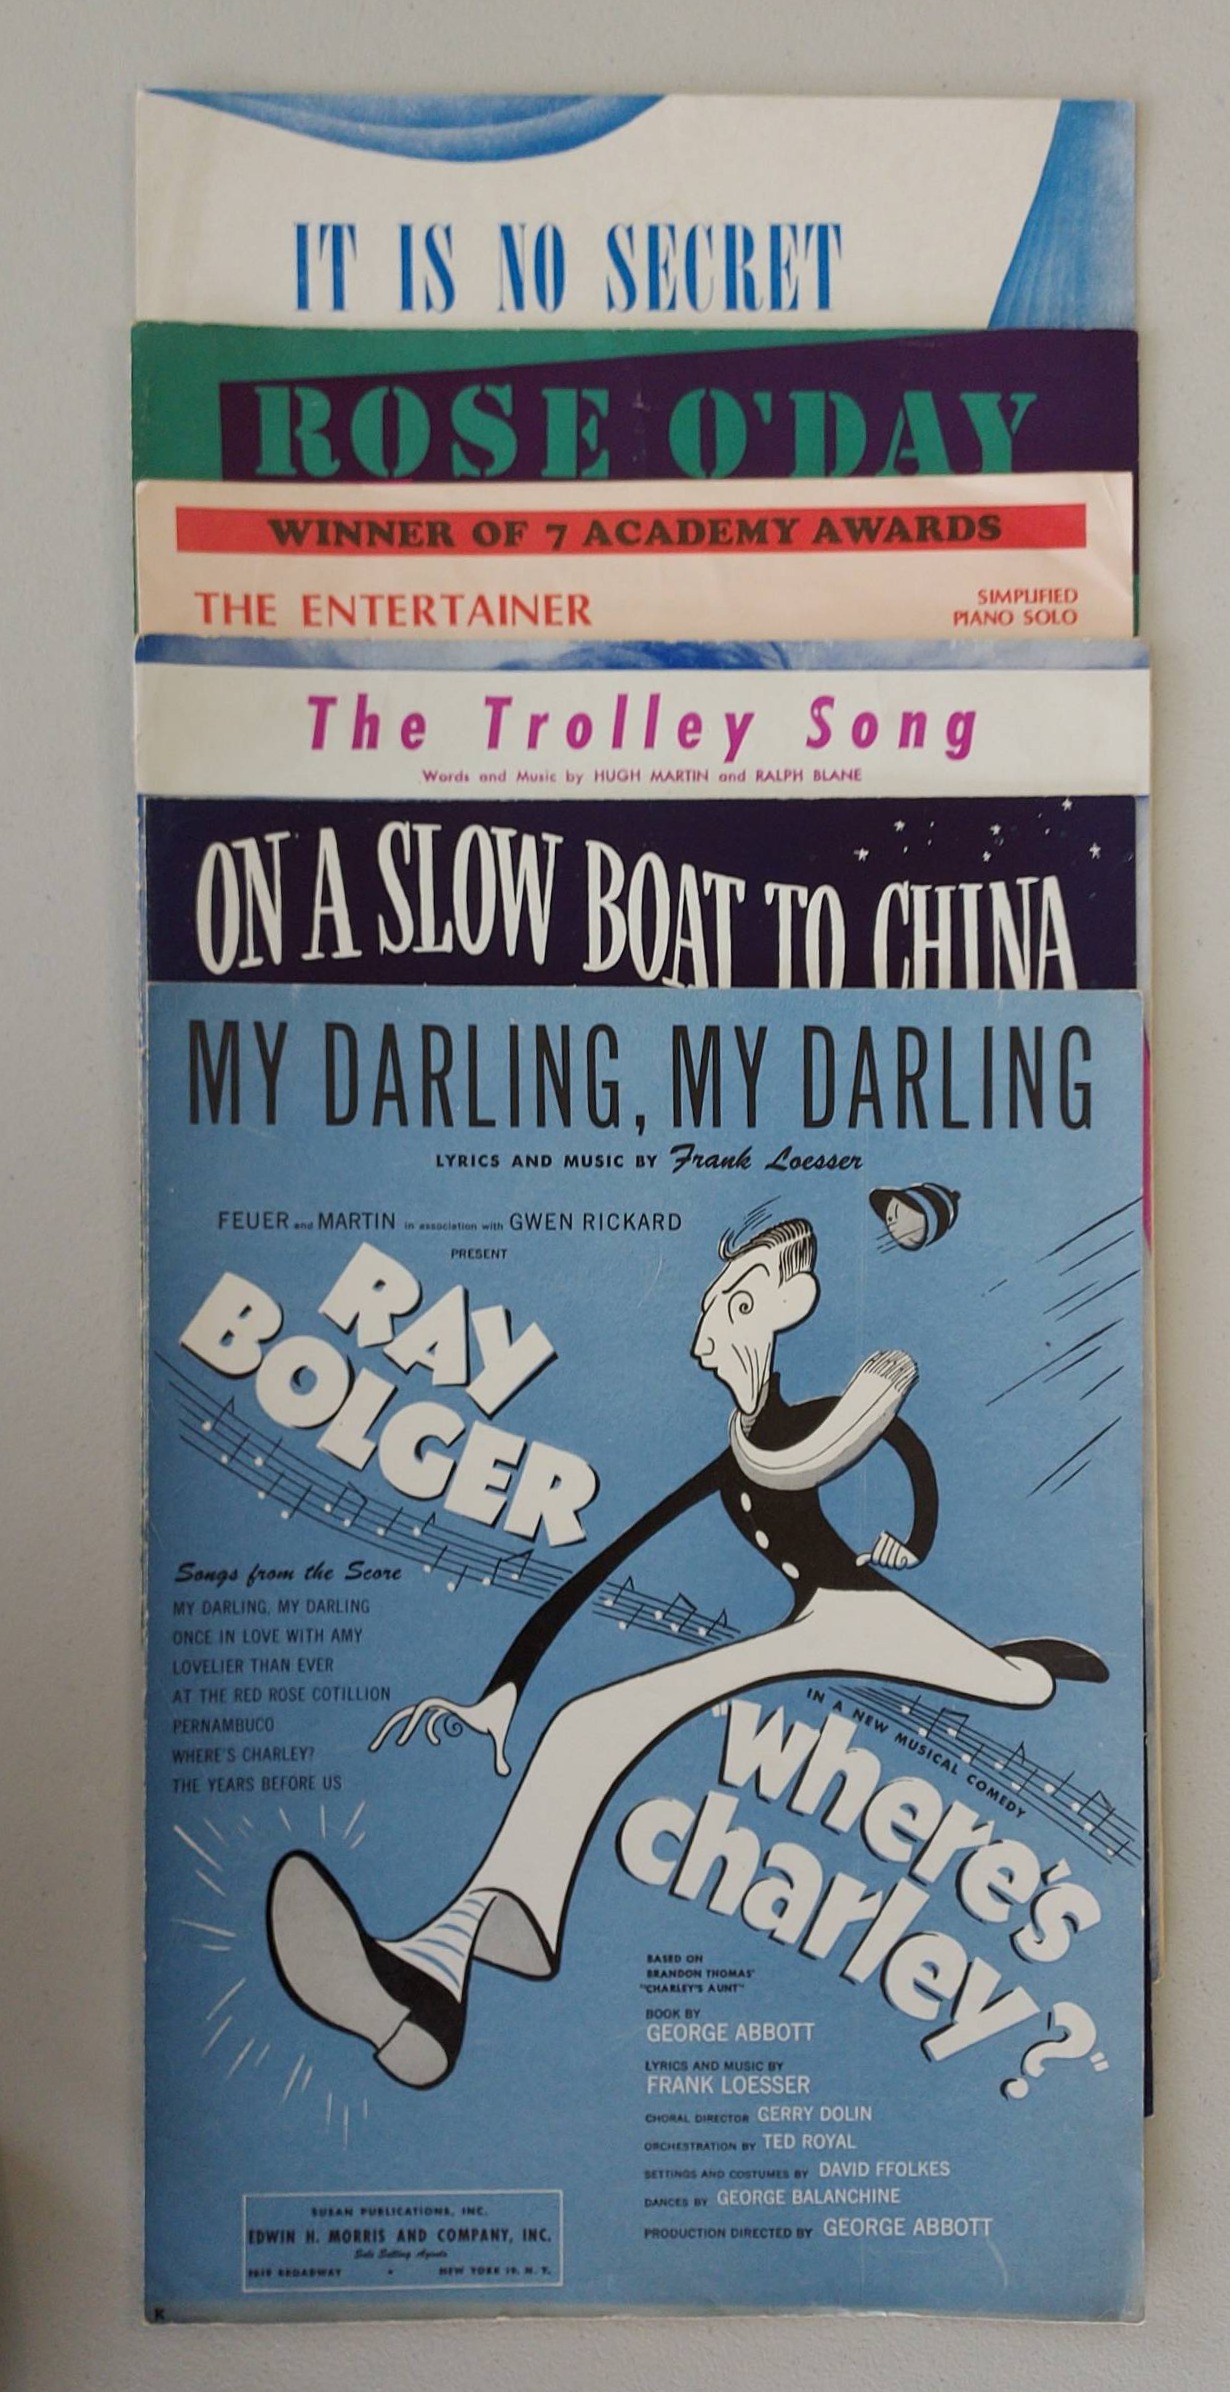 IT IS NO SECRET
ROSE O'DAY
WINNER OF 7 ACADEMY AWARDS
THE ENTERTAINER
SIMPLIFIED
PIANO SOLO
The Trolley Song
Words and Music by HUGH MARTIN and RALPH BLANE
ON A SLOW BOAT TO CHINA
MY DARLING, MY DARLING
LYRICS AND MUSIC BY Frank Loesser
FEUER and MARTIN in association with GWEN RICKARD
PRESENT
RAY
BOLGER
Songs from the Score
MY DARLING, MY DARLING
ONCE IN LOVE WITH AMY
LOVELIER THAN EVER
AT THE RED ROSE COTILLION
PERNAMBUCO
WHERE'S CHARLEY?
THE YEARS BEFORE US
IN A NEW MUSICAL COMEDY
"where's
charley?"
BASED ON
BRANDON THOMAS'
"CHARLEY'S AUNT"
BOOK BY
GEORGE ABBOTT
LYRICS AND MUSIC BY
FRANK LOESSER
CHORAL DIRECTOR GERRY DOLIN
ORCHESTRATION BY TED ROYAL
SETTINGS AND COSTUMES BY DAVID FFOLKES
DANCES BY GEORGE BALANCHINE
PRODUCTION DIRECTED BY GEORGE ABBOTT
SUSAN PUBLICATIONS, INC.
EDWIN H. MORRIS AND COMPANY, INC.
Sole Selling Agents
1619 BROADWAY • NEW YORK 19, N. Y.
K